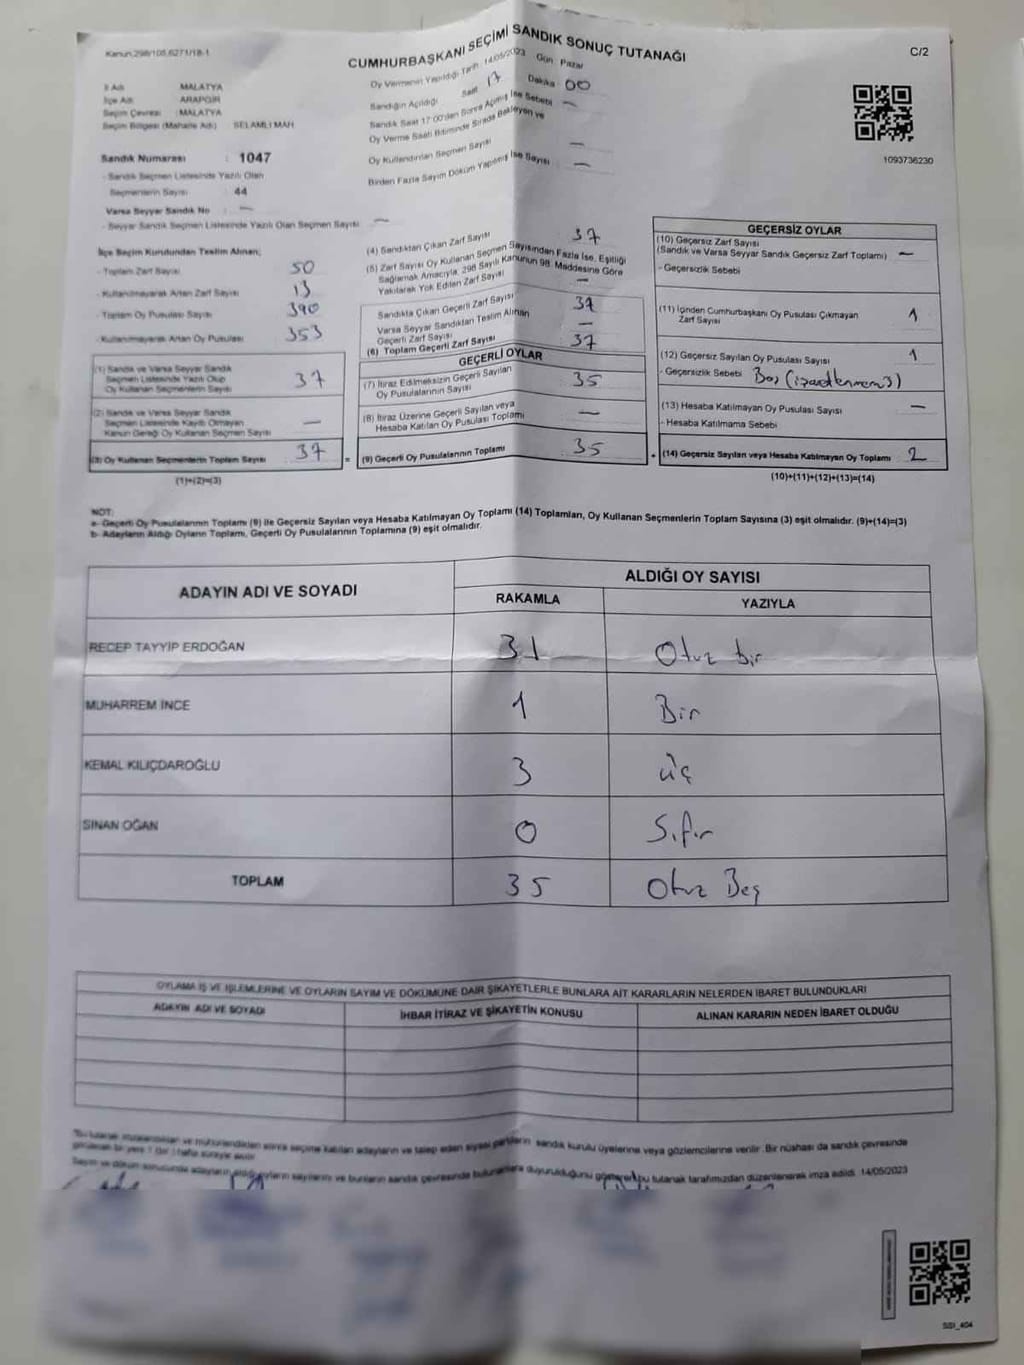 Kanun.298/105,6271/18-1
CUMHURBAŞKANI SEÇİMİ SANDIK SONUÇ TUTANAĞI
C/2
Oy Vermenin Yapıldığı Tarih 14/05/2023 Gün Pazar
İl Adı MALATYA
İlçe Adı ARAPGİR
Seçim Çevresi : MALATYA
Seçim Bölgesi (Mahalle Adı) SELAMLI MAH
Sandık Numarası : 1047
- Sandık Seçmen Listesinde Yazılı Olan
Seçmenlerin Sayısı 44
Varsa Seyyar Sandık No —
- Seyyar Sandık Seçmen Listesinde Yazılı Olan Seçmen Sayısı —
Sandığın Açıldığı Saat 17 Dakika 00
Sandık Saat 17:00'den Sonra Açılmış İse Sebebi —
Oy Verme Saati Bitiminde Sırada Bekleyen ve
Oy Kullandırılan Seçmen Sayısı —
Birden Fazla Sayım Döküm Yapılmış İse Sayısı —
1093736230
İlçe Seçim Kurulundan Teslim Alınan;
- Toplam Zarf Sayısı 50
- Kullanılmayarak Artan Zarf Sayısı 13
- Toplam Oy Pusulası Sayısı 390
- Kullanılmayarak Artan Oy Pusulası 353
(1) Sandık ve Varsa Seyyar Sandık
Seçmen Listesinde Yazılı Olup
Oy Kullanan Seçmenlerin Sayısı 37
(2) Sandık ve Varsa Seyyar Sandık
Seçmen Listesinde Kayıtlı Olmayan
Kanun Gereği Oy Kullanan Seçmen Sayısı —
(3) Oy Kullanan Seçmenlerin Toplam Sayısı 37 =
(1)+(2)=(3)
(4) Sandıktan Çıkan Zarf Sayısı 37
(5) Zarf Sayısı Oy Kullanan Seçmen Sayısından Fazla İse, Eşitliği
Sağlamak Amacıyla, 298 Sayılı Kanunun 98. Maddesine Göre
Yakılarak Yok Edilen Zarf Sayısı —
Sandıkta Çıkan Geçerli Zarf Sayısı 37
Varsa Seyyar Sandıktan Teslim Alınan
Geçerli Zarf Sayısı —
(6) Toplam Geçerli Zarf Sayısı 37
GEÇERLİ OYLAR
(7) İtiraz Edilmeksizin Geçerli Sayılan
Oy Pusulalarının Sayısı 35
(8) İtiraz Üzerine Geçerli Sayılan veya
Hesaba Katılan Oy Pusulası Toplamı —
(9) Geçerli Oy Pusulalarının Toplamı 35 +
GEÇERSİZ OYLAR
(10) Geçersiz Zarf Sayısı
(Sandık ve Varsa Seyyar Sandık Geçersiz Zarf Toplamı) —
- Geçersizlik Sebebi
(11) İçinden Cumhurbaşkanı Oy Pusulası Çıkmayan
Zarf Sayısı 1
(12) Geçersiz Sayılan Oy Pusulası Sayısı 1
- Geçersizlik Sebebi Boş (işaretlenmemiş)
(13) Hesaba Katılmayan Oy Pusulası Sayısı —
- Hesaba Katılmama Sebebi
(14) Geçersiz Sayılan veya Hesaba Katılmayan Oy Toplamı 2
(10)+(11)+(12)+(13)=(14)
NOT:
a- Geçerli Oy Pusulalarının Toplamı (9) ile Geçersiz Sayılan veya Hesaba Katılmayan Oy Toplamı (14) Toplamları, Oy Kullanan Seçmenlerin Toplam Sayısına (3) eşit olmalıdır. (9)+(14)=(3)
b- Adayların Aldığı Oyların Toplamı, Geçerli Oy Pusulalarının Toplamına (9) eşit olmalıdır.
ADAYIN ADI VE SOYADI
ALDIĞI OY SAYISI
RAKAMLA YAZIYLA
RECEP TAYYİP ERDOĞAN 31 Otuz bir
MUHARREM İNCE 1 Bir
KEMAL KILIÇDAROĞLU 3 üç
SİNAN OĞAN 0 Sıfır
TOPLAM 35 Otuz Beş
OYLAMA İŞ VE İŞLEMLERİNE VE OYLARIN SAYIM VE DÖKÜMÜNE DAİR ŞİKAYETLERLE BUNLARA AİT KARARLARIN NELERDEN İBARET BULUNDUKLARI
ADAYIN ADI VE SOYADI İHBAR İTİRAZ VE ŞİKAYETİN KONUSU ALINAN KARARIN NEDEN İBARET OLDUĞU
*Bu tutanak imzalandıktan ve mühürlendikten sonra seçime katılan adayların ve talep eden siyasi partilerin sandık kurulu üyelerine veya gözlemcilerine verilir. Bir nüshası da sandık çevresinde
görülecek bir yere 1 (bir) hafta süreyle asılır
Seçim ve döküm sonucunda adayların aldığı oyların sayılarını ve bunların sandık çevresinde bulunanlara duyurulduğunu gösteren bu tutanak tarafımızdan düzenlenerek imza edildi. 14/05/2023
SSI_404